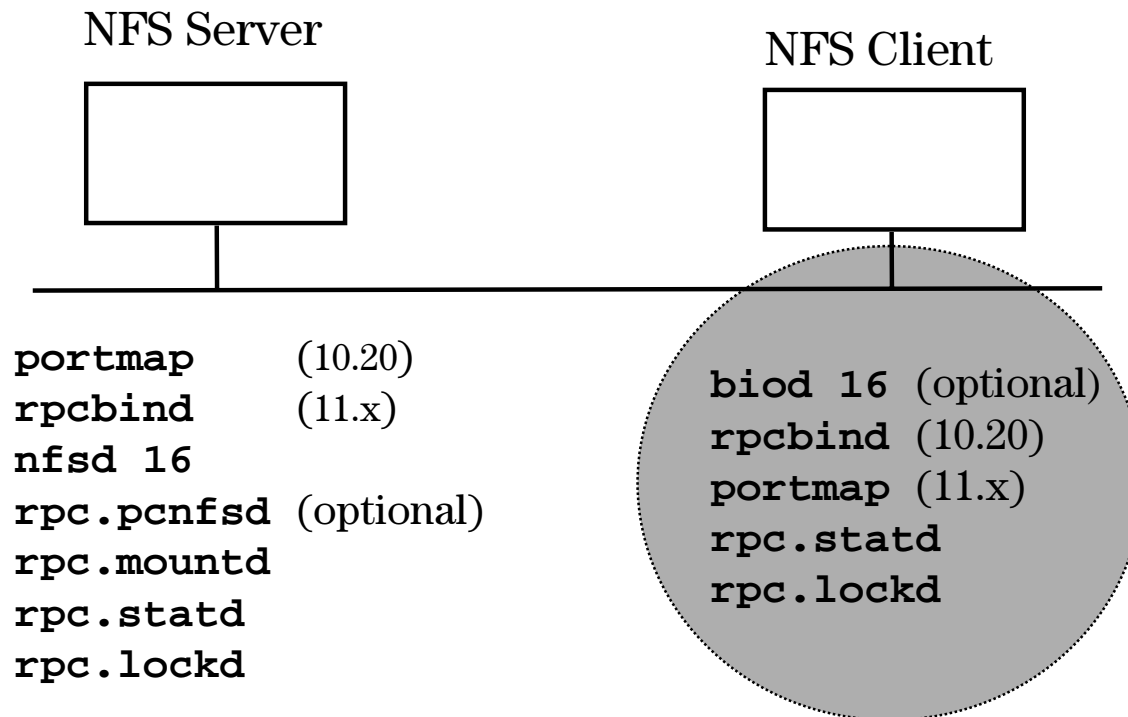 NFS Server
NFS Client
portmap (10.20)
rpcbind (11.x)
nfsd 16
rpc.pcnfsd (optional)
rpc.mountd
rpc.statd
rpc.lockd
biod 16 (optional)
rpcbind (10.20)
portmap (11.x)
rpc.statd
rpc.lockd